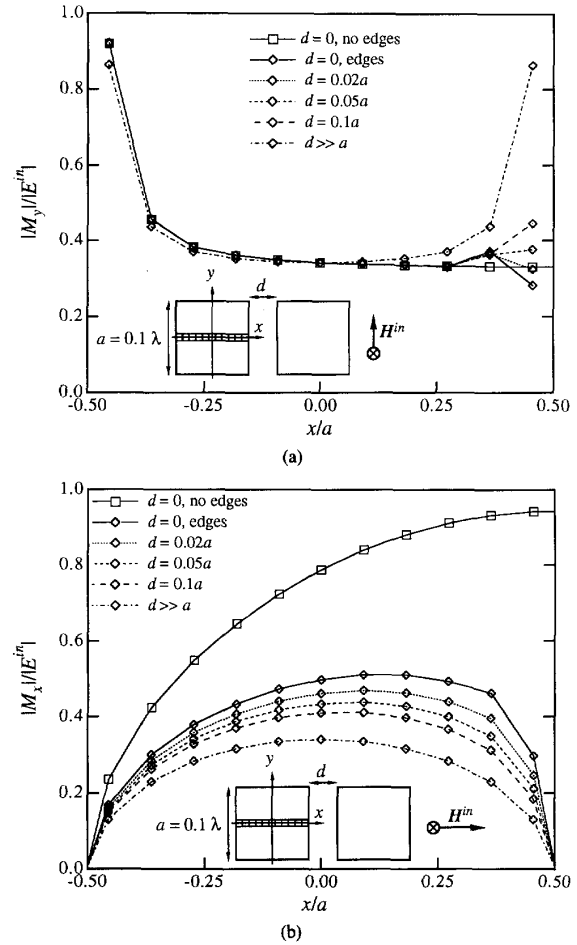 (a)
1.0
0.8
0.6
0.4
0.2
0.0
|M_y|/|E^{in}|
d = 0, no edges
d = 0, edges
d = 0.02a
d = 0.05a
d = 0.1a
d >> a
y
d
x
a = 0.1 λ
H^{in}
-0.50
-0.25
0.00
0.25
0.50
x/a
(a)
1.0
0.8
0.6
0.4
0.2
0.0
|M_x|/|E^{in}|
d = 0, no edges
d = 0, edges
d = 0.02a
d = 0.05a
d = 0.1a
d >> a
y
d
x
a = 0.1 λ
H^{in}
-0.50
-0.25
0.00
0.25
0.50
x/a
(b)